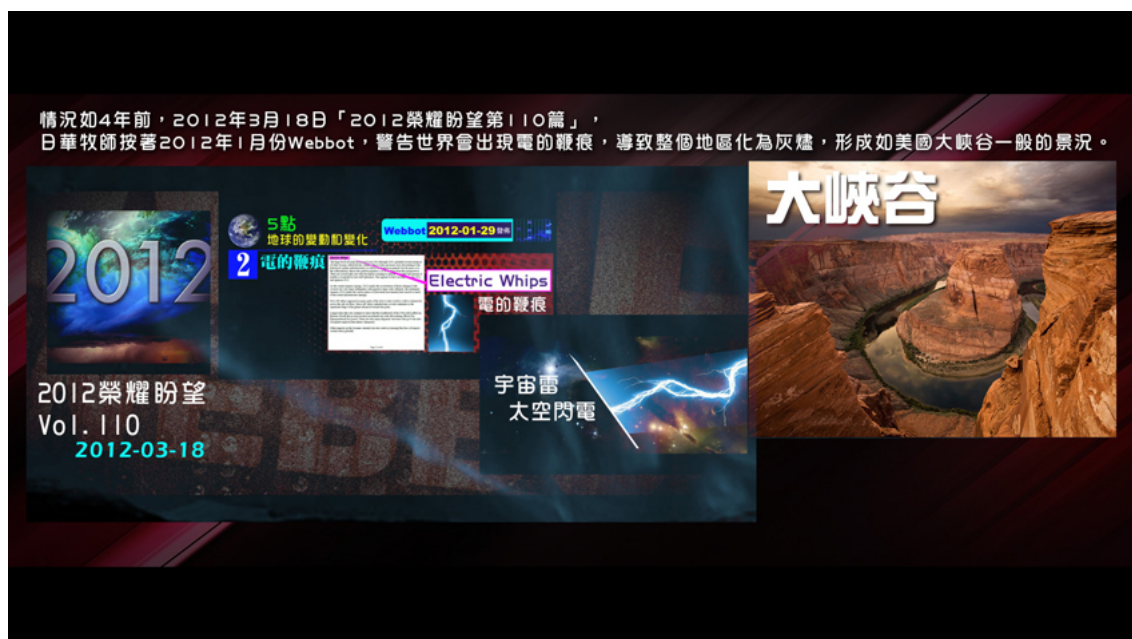 情況如4年前，2012年3月18日「2012榮耀盼望第110篇」，
日華牧師按著2012年1月份Webbot，警告世界會出現電的鞭痕，導致整個地區化為灰燼，形成如美國大峽谷一般的景況。
大峽谷
2012
5點
地球的變動和變化
Webbot 2012-01-29 發佈
2 電的鞭痕
Electric Whips
電的鞭痕
宇宙雷
太空閃電
2012榮耀盼望
Vol.110
2012-03-18